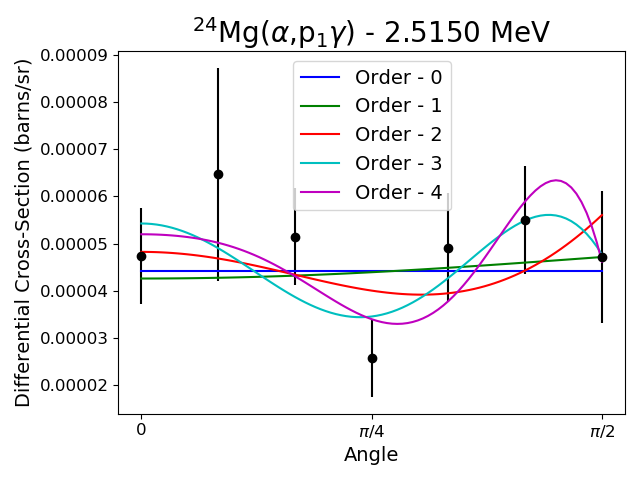 ²⁴Mg(α,p₁γ) - 2.5150 MeV
Differential Cross-Section (barns/sr)
0.00009
0.00008
0.00007
0.00006
0.00005
0.00004
0.00003
0.00002
Order - 0
Order - 1
Order - 2
Order - 3
Order - 4
0 π/4 π/2
Angle